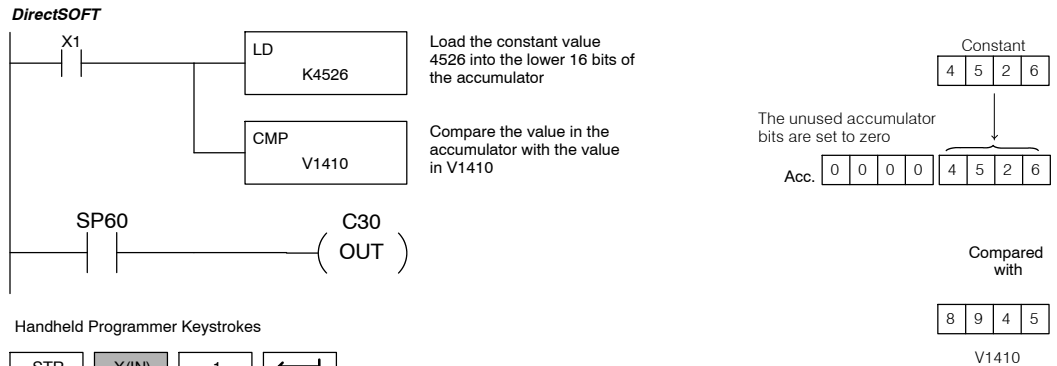 DirectSOFT
X1
LD
K4526
Load the constant value
4526 into the lower 16 bits of
the accumulator
CMP
V1410
Compare the value in the
accumulator with the value
in V1410
SP60
C30
OUT
Constant
4 5 2 6
The unused accumulator
bits are set to zero
Acc. 0 0 0 0 4 5 2 6
Compared
with
8 9 4 5
V1410
Handheld Programmer Keystrokes
STR X(IN) 1